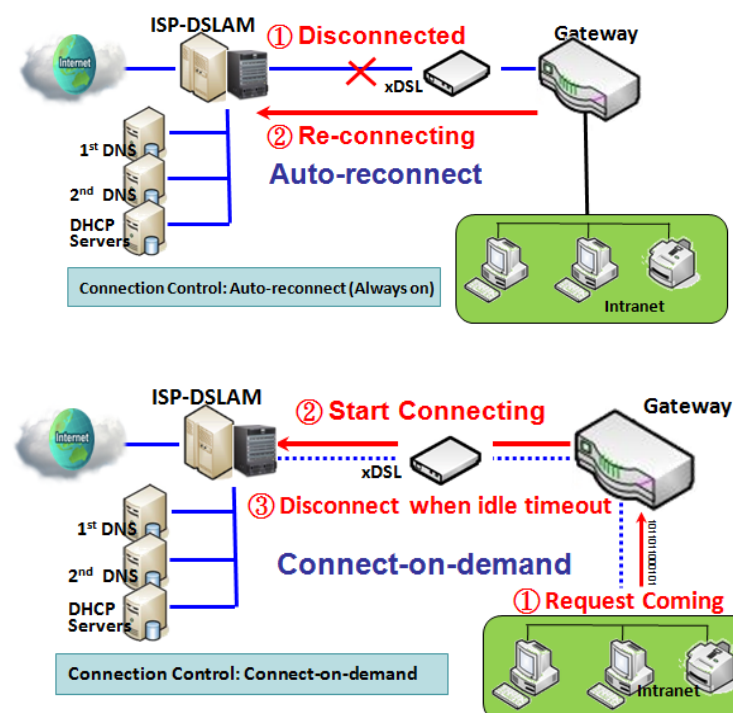 ISP-DSLAM
① Disconnected
Gateway
Internet
xDSL
② Re-connecting
1st DNS
Auto-reconnect
2nd DNS
DHCP
Servers
Connection Control: Auto-reconnect (Always on)
Intranet
ISP-DSLAM
② Start Connecting
Gateway
Internet
xDSL
③ Disconnect when idle timeout
1st DNS
101101100 0101
Connect-on-demand
2nd DNS
① Request Coming
DHCP
Servers
Connection Control: Connect-on-demand
Intranet